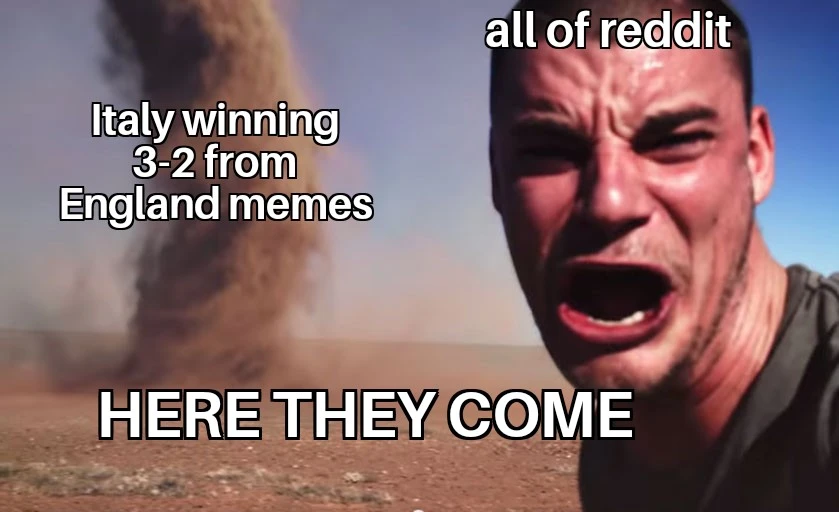 all of reddit
Italy winning
3-2 from
England memes
HERE THEY COME